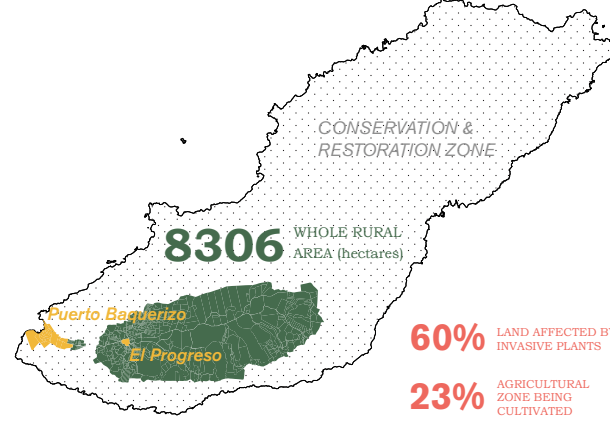 CONSERVATION &
RESTORATION ZONE
8306
WHOLE RURAL
AREA (hectares)
Puerto Baquerizo
El Progreso
60%
LAND AFFECTED BY
INVASIVE PLANTS
23%
AGRICULTURAL
ZONE BEING
CULTIVATED